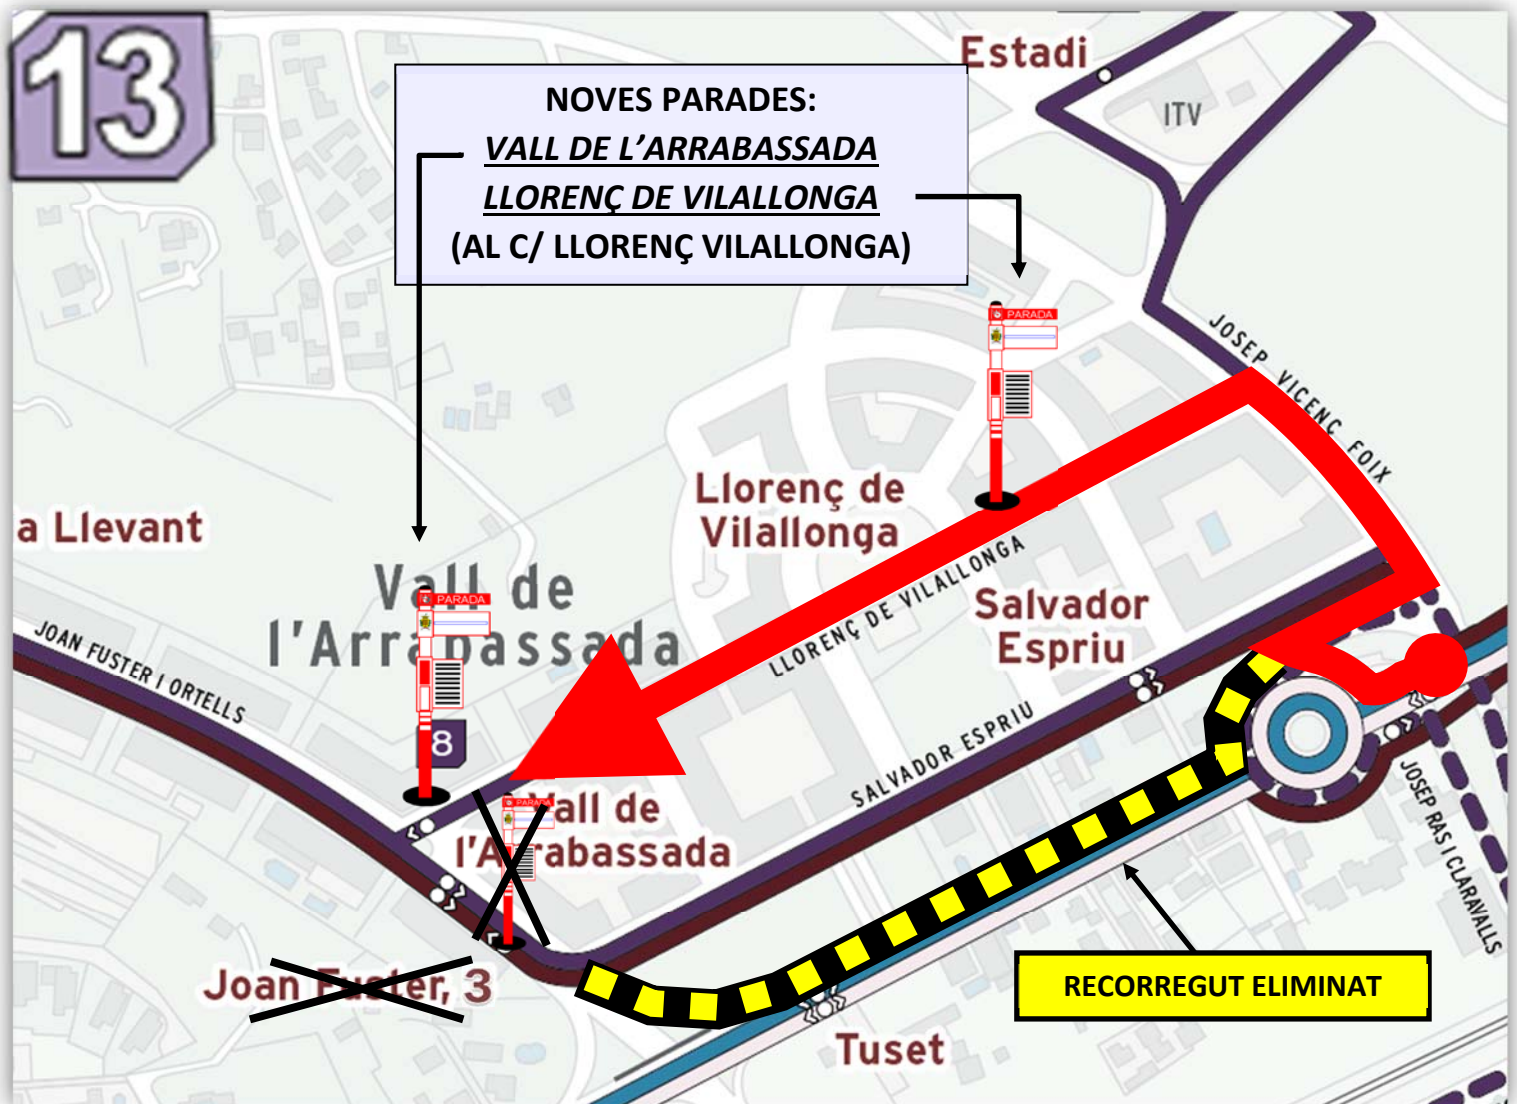 13
NOVES PARADES:
VALL DE L'ARRABASSADA
LLORENÇ DE VILALLONGA
(AL C/ LLORENÇ VILALLONGA)
Estadi
ITV
PARADA
JOSEP VICENÇ FOIX
Llorenç de
Vilallonga
LLORENÇ DE VILALLONGA
a Llevant
Vall de
l'Arrabassada
PARADA
Salvador
Espriu
JOAN FUSTER I ORTELLS
8
SALVADOR ESPRIU
PARADA
Vall de
l'Arrabassada
JOSEP RAS I CLARAVALLS
Joan Fuster, 3
RECORREGUT ELIMINAT
Tuset